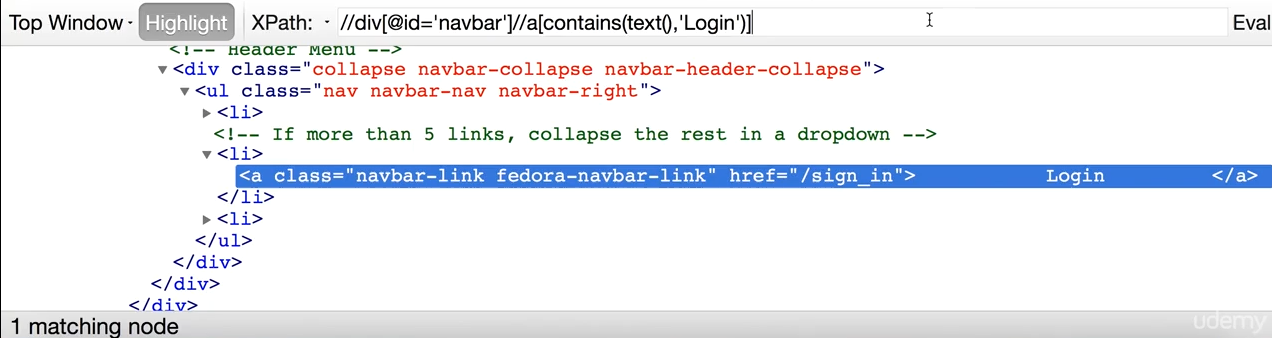 Top Window Highlight XPath: //div[@id='navbar']//a[contains(text(),'Login')] Eval
<!-- Header Menu -->
<div class="collapse navbar-collapse navbar-header-collapse">
<ul class="nav navbar-nav navbar-right">
<li>
<!-- If more than 5 links, collapse the rest in a dropdown -->
<li>
<a class="navbar-link fedora-navbar-link" href="/sign_in"> Login </a>
</li>
<li>
</ul>
</div>
</div>
</div>
1 matching node
udemy